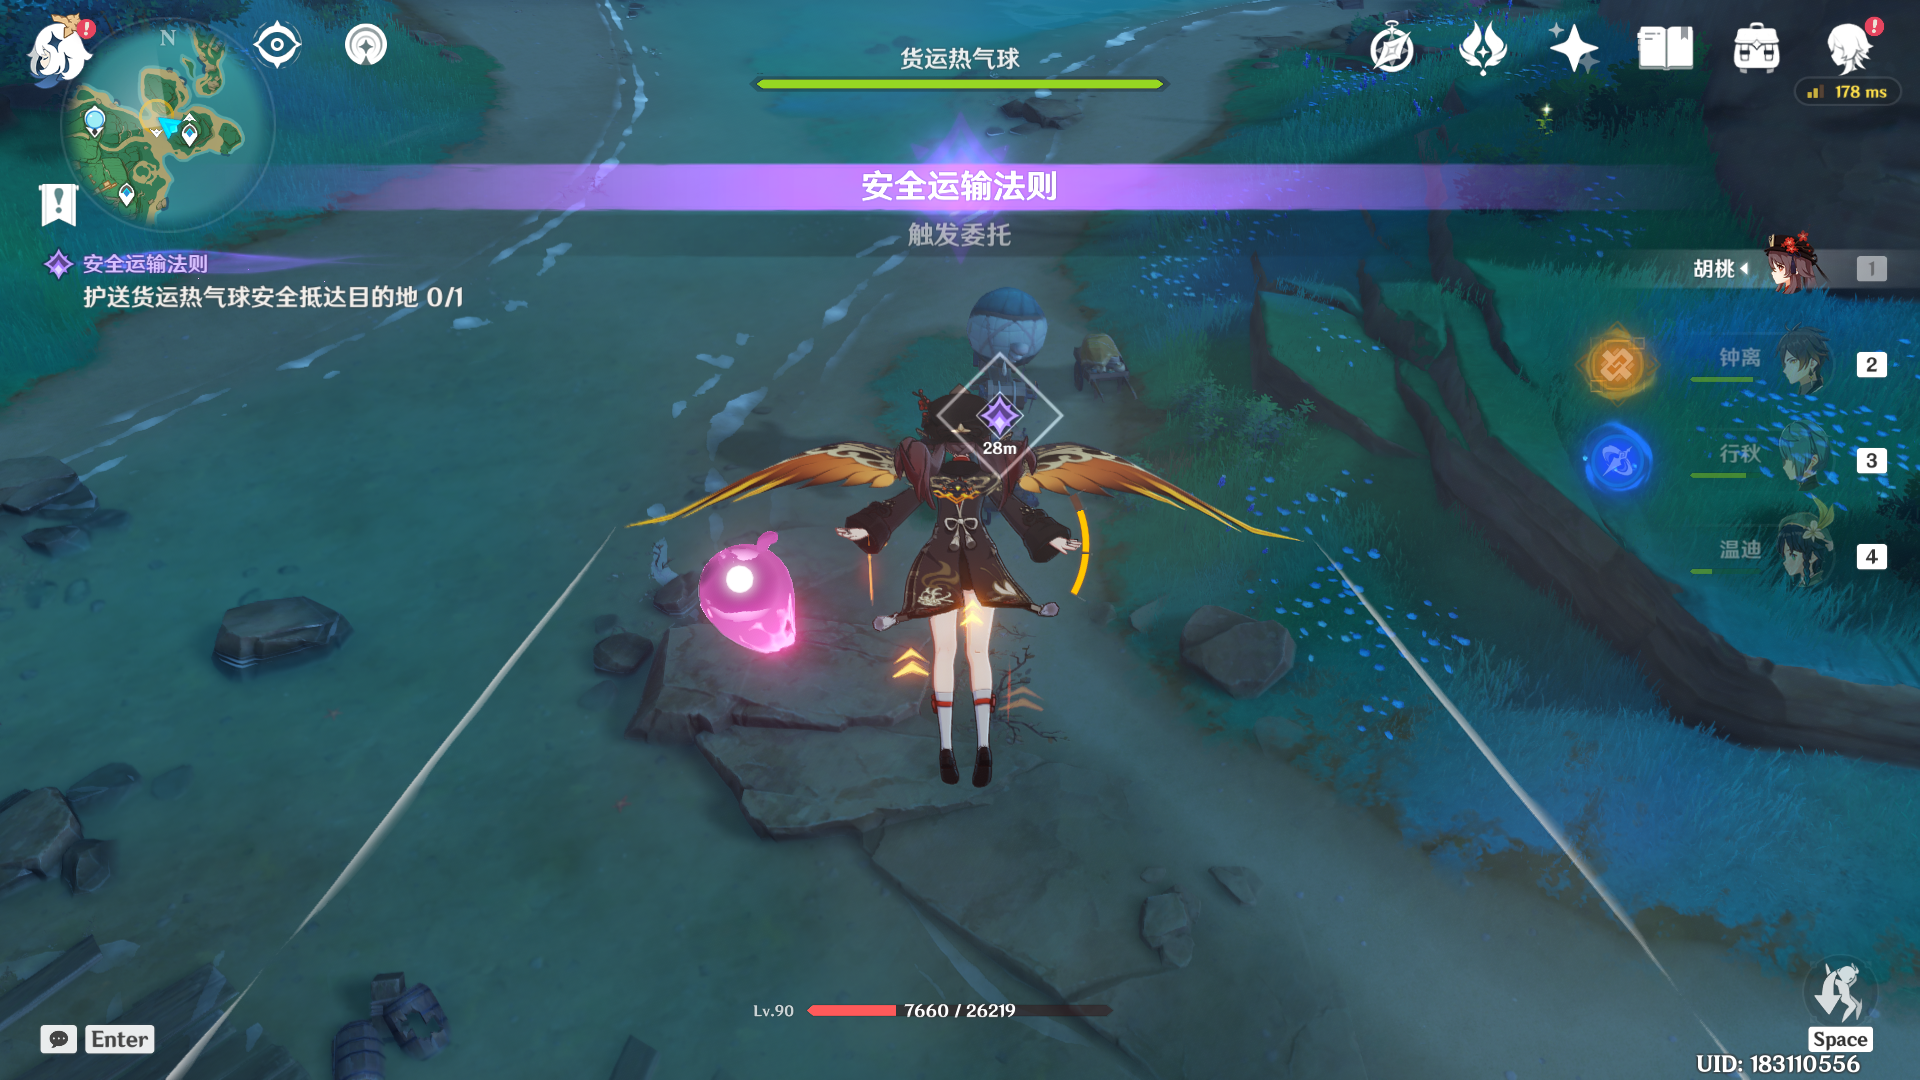 N
货运热气球
178 ms
安全运输法则
触发委托
安全运输法则
护送货运热气球安全抵达目的地 0/1
胡桃
1
钟离
2
行秋
3
温迪
4
28m
Lv.90
7660 / 26219
Enter
Space
UID: 183110556